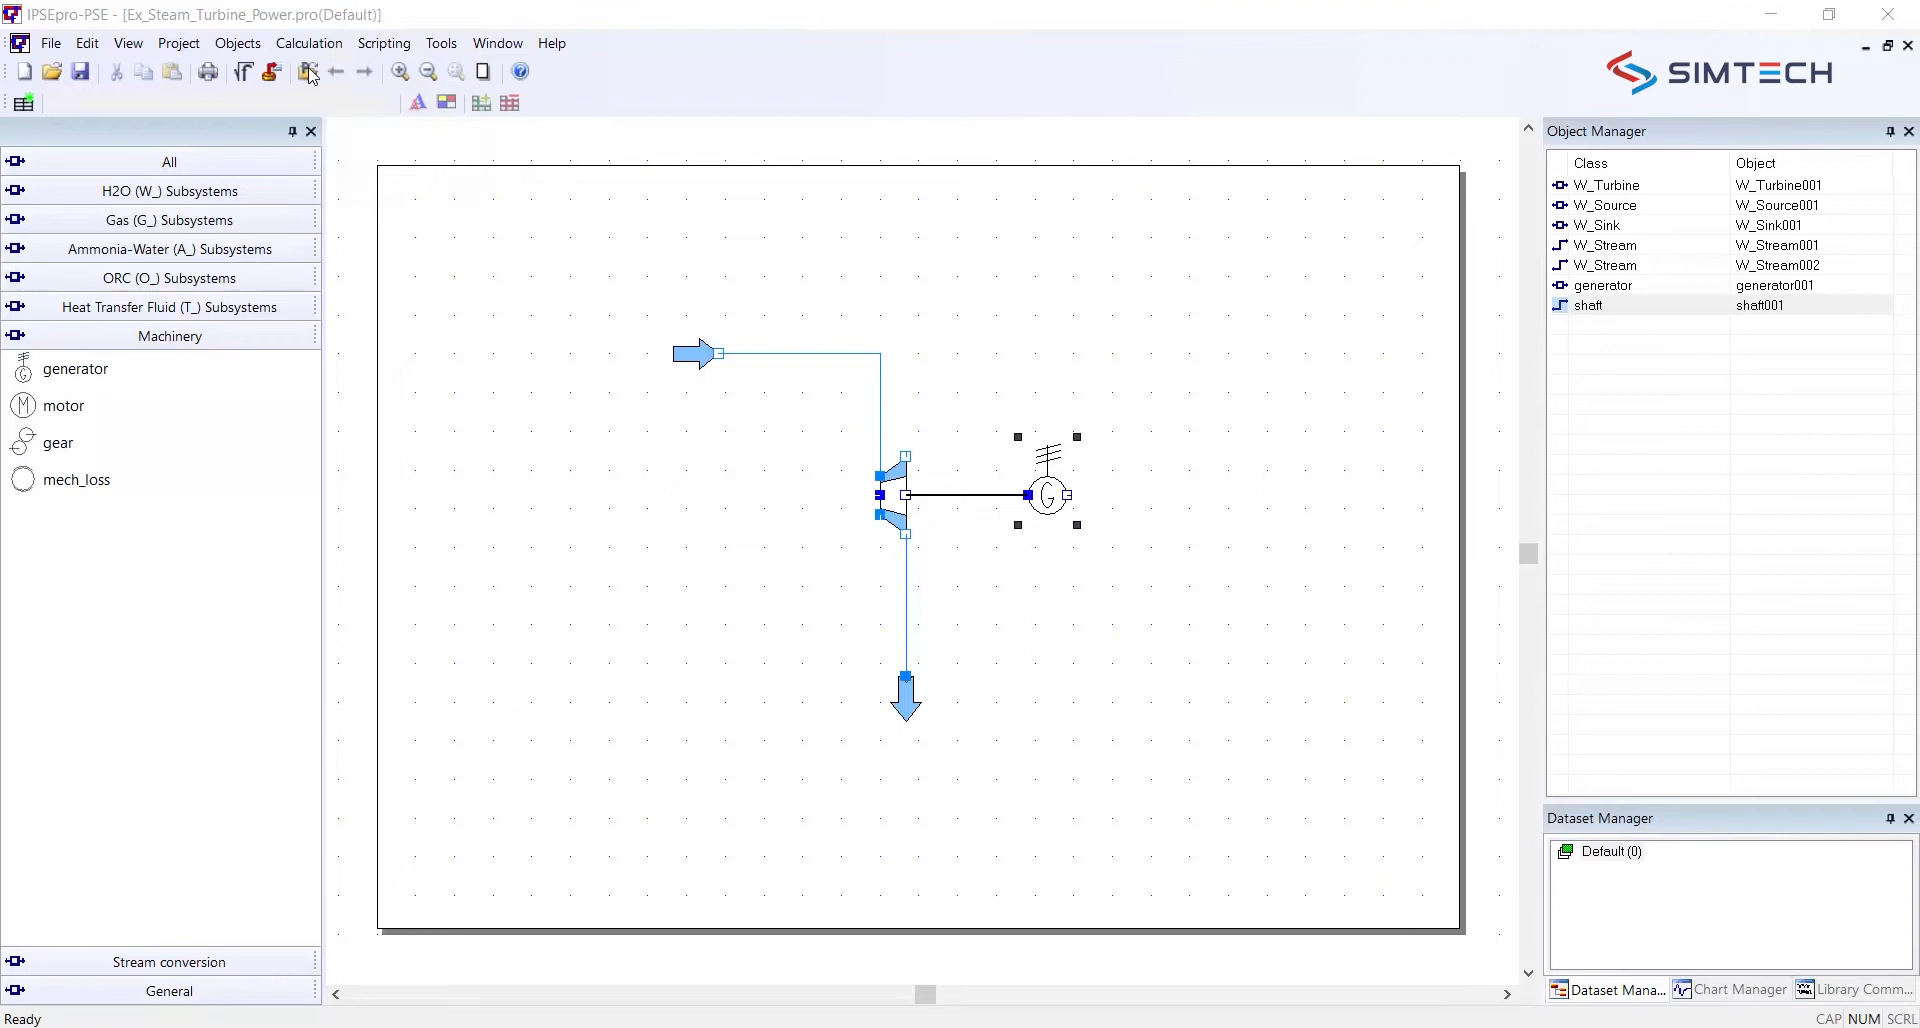 IPSEpro-PSE - [Ex_Steam_Turbine_Power.pro(Default)]
File Edit View Project Objects Calculation Scripting Tools Window Help
SIMTECH
All
H2O (W_) Subsystems
Gas (G_) Subsystems
Ammonia-Water (A_) Subsystems
ORC (O_) Subsystems
Heat Transfer Fluid (T_) Subsystems
Machinery
G generator
M motor
gear
mech_loss
Stream conversion
General
G
Object Manager
Class Object
W_Turbine W_Turbine001
W_Source W_Source001
W_Sink W_Sink001
W_Stream W_Stream001
W_Stream W_Stream002
generator generator001
shaft shaft001
Dataset Manager
Default (0)
Dataset Mana... Chart Manager Library Comm...
Ready
CAP NUM SCRL